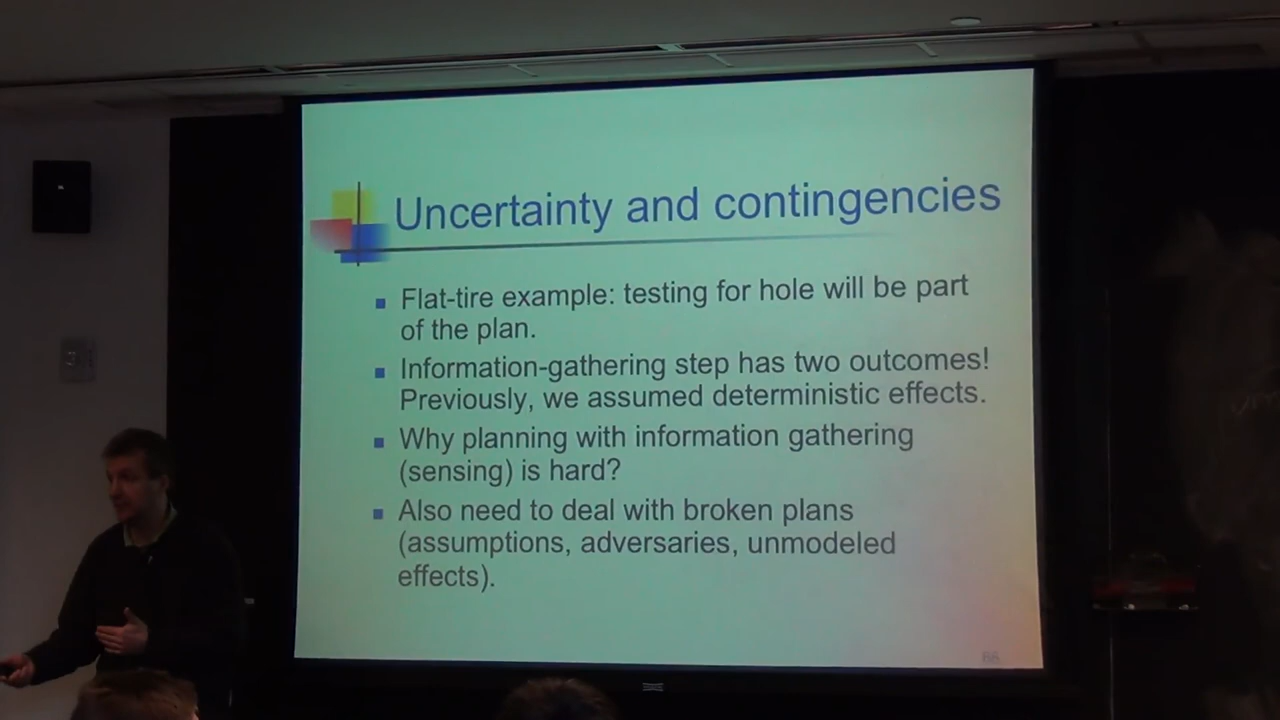 Uncertainty and contingencies
Flat-tire example: testing for hole will be part
of the plan.
Information-gathering step has two outcomes!
Previously, we assumed deterministic effects.
Why planning with information gathering
(sensing) is hard?
Also need to deal with broken plans
(assumptions, adversaries, unmodeled
effects).